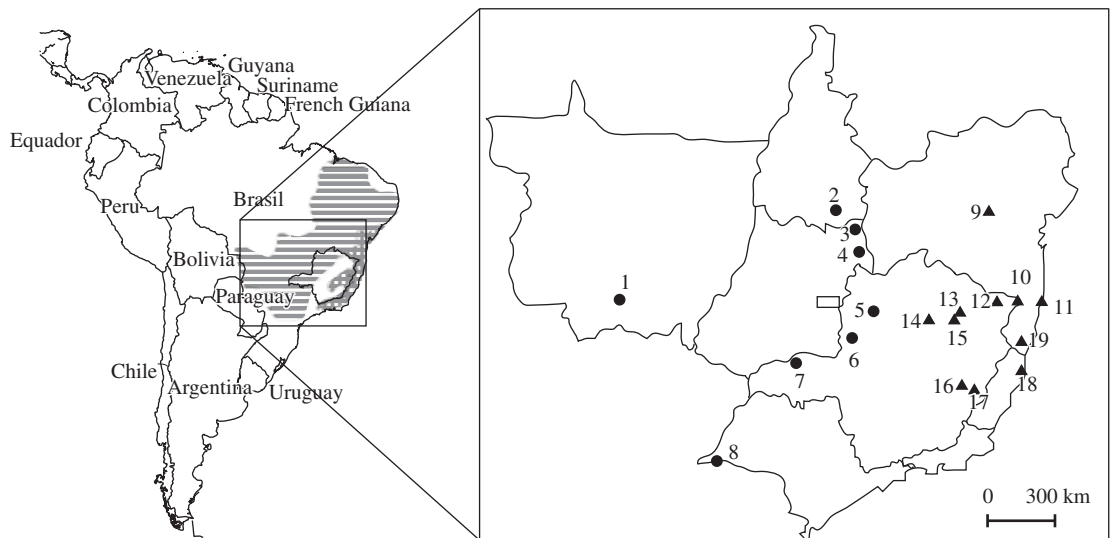 Venezuela
Guyana
Suriname
French Guiana
Colombia
Equador
Peru
Brasil
Bolivia
Paraguay
Chile
Argentina
Uruguay
1
2
3
4
5
6
7
8
9
10
11
12
13
14
15
16
17
18
19
0 300 km